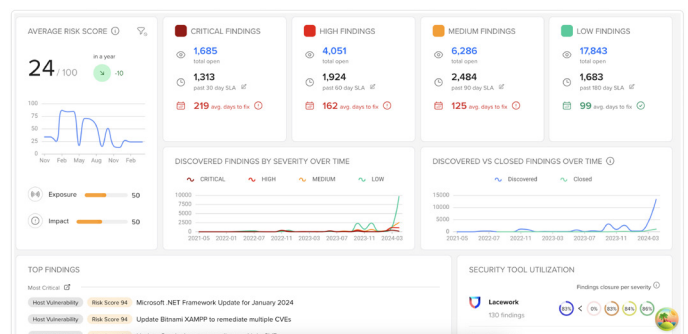 AVERAGE RISK SCORE
in a year
24 / 100
-10
100
75
50
25
0
Nov Feb May Aug Nov Feb
Exposure 50
Impact 50
CRITICAL FINDINGS
1,685
total open
1,313
past 30 day SLA
219 avg. days to fix
HIGH FINDINGS
4,051
total open
1,924
past 60 day SLA
162 avg. days to fix
MEDIUM FINDINGS
6,286
total open
2,484
past 90 day SLA
125 avg. days to fix
LOW FINDINGS
17,843
total open
1,683
past 180 day SLA
99 avg. days to fix
DISCOVERED FINDINGS BY SEVERITY OVER TIME
CRITICAL HIGH MEDIUM LOW
10000
7500
5000
2500
0
2021-05 2022-01 2022-07 2022-11 2023-03 2023-07 2023-11 2024-03
DISCOVERED VS CLOSED FINDINGS OVER TIME
Discovered Closed
15000
10000
5000
0
2021-05 2022-01 2022-07 2022-11 2023-03 2023-07 2023-11 2024-03
TOP FINDINGS
Most Critical
Host Vulnerability Risk Score 94 Microsoft .NET Framework Update for January 2024
Host Vulnerability Risk Score 94 Update Bitnami XAMPP to remediate multiple CVEs
SECURITY TOOL UTILIZATION
Findings closure per severity
Lacework
130 findings
83% < 0% 83% 84% 86%